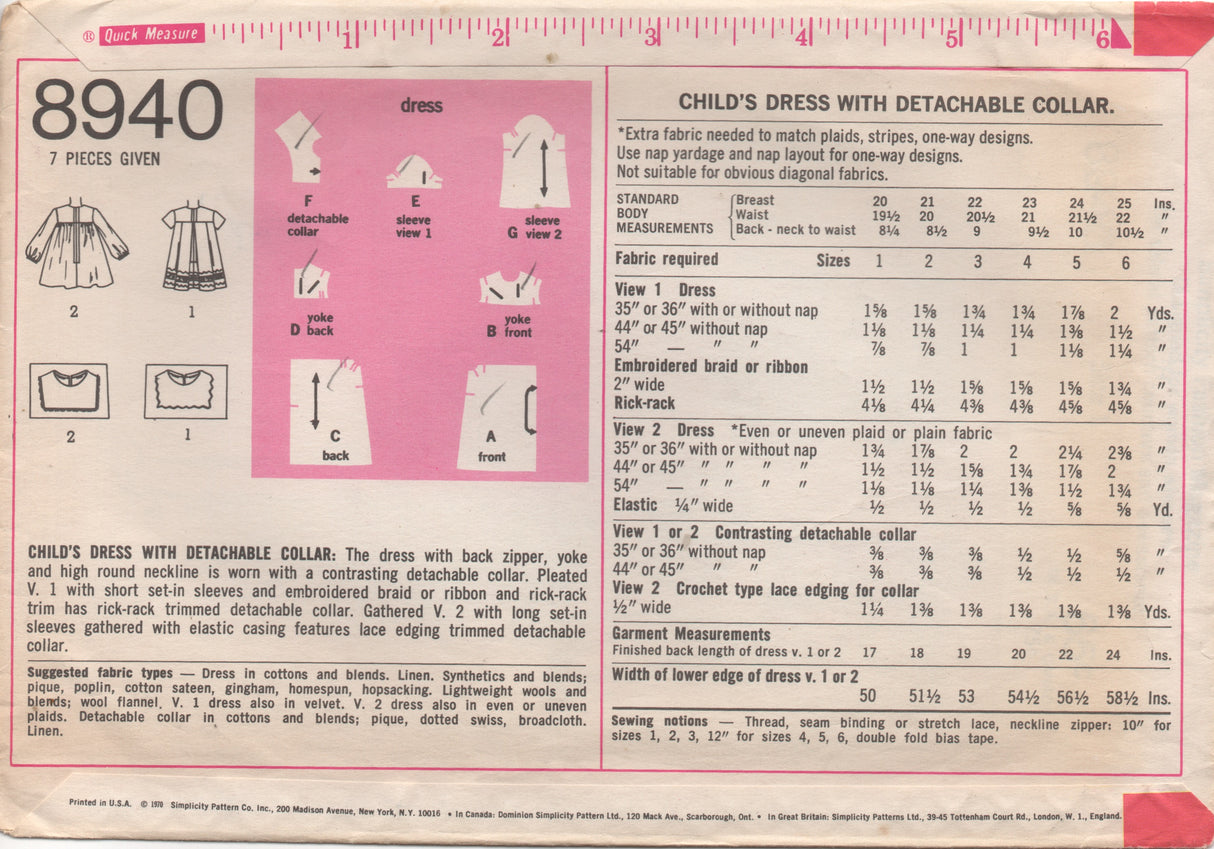 ® Quick Measure 1 2 3 4 5 6
8940
7 PIECES GIVEN
2 1
2 1
dress
F
detachable
collar
E
sleeve
view 1
G sleeve
view 2
D yoke
back
B yoke
front
C
back
A
front
CHILD'S DRESS WITH DETACHABLE COLLAR: The dress with back zipper, yoke
and high round neckline is worn with a contrasting detachable collar. Pleated
V. 1 with short set-in sleeves and embroidered braid or ribbon and rick-rack
trim has rick-rack trimmed detachable collar. Gathered V. 2 with long set-in
sleeves gathered with elastic casing features lace edging trimmed detachable
collar.
Suggested fabric types — Dress in cottons and blends. Linen. Synthetics and blends;
pique, poplin, cotton sateen, gingham, homespun, hopsacking. Lightweight wools and
blends; wool flannel. V. 1 dress also in velvet. V. 2 dress also in even or uneven
plaids. Detachable collar in cottons and blends; pique, dotted swiss, broadcloth.
Linen.
CHILD'S DRESS WITH DETACHABLE COLLAR.
*Extra fabric needed to match plaids, stripes, one-way designs.
Use nap yardage and nap layout for one-way designs.
Not suitable for obvious diagonal fabrics.
STANDARD Breast 20 21 22 23 24 25 Ins.
BODY Waist 19½ 20 20½ 21 21½ 22 "
MEASUREMENTS Back - neck to waist 8¼ 8½ 9 9½ 10 10½ "
Fabric required Sizes 1 2 3 4 5 6
View 1 Dress
35" or 36" with or without nap 1⅝ 1⅝ 1¾ 1¾ 1⅞ 2 Yds.
44" or 45" without nap 1⅛ 1⅛ 1¼ 1¼ 1⅜ 1½ "
54" — " " ⅞ ⅞ 1 1 1⅛ 1¼ "
Embroidered braid or ribbon
2" wide 1½ 1½ 1⅝ 1⅝ 1⅝ 1¾ "
Rick-rack 4⅛ 4¼ 4⅜ 4⅜ 4⅝ 4⅝ "
View 2 Dress *Even or uneven plaid or plain fabric
35" or 36" with or without nap 1¾ 1⅞ 2 2 2¼ 2⅜ "
44" or 45" " " " " 1½ 1½ 1⅝ 1¾ 1⅞ 2 "
54" — " " " " 1⅛ 1⅛ 1¼ 1⅜ 1½ 1¾ "
Elastic ¼" wide ½ ½ ½ ½ ⅝ ⅝ Yd.
View 1 or 2 Contrasting detachable collar
35" or 36" without nap ⅜ ⅜ ⅜ ½ ½ ⅝ "
44" or 45" " " ⅜ ⅜ ⅜ ½ ½ ½ "
View 2 Crochet type lace edging for collar
½" wide 1¼ 1⅜ 1⅜ 1⅜ 1⅜ 1⅜ Yds.
Garment Measurements
Finished back length of dress v. 1 or 2 17 18 19 20 22 24 Ins.
Width of lower edge of dress v. 1 or 2
50 51½ 53 54½ 56½ 58½ Ins.
Sewing notions — Thread, seam binding or stretch lace, neckline zipper: 10" for
sizes 1, 2, 3, 12" for sizes 4, 5, 6, double fold bias tape.
Printed in U.S.A. © 1970 Simplicity Pattern Co. Inc., 200 Madison Avenue, New York, N.Y. 10016 • In Canada: Dominion Simplicity Pattern Ltd., 120 Mack Ave., Scarborough, Ont. • In Great Britain: Simplicity Patterns Ltd., 39-45 Tottenham Court Rd., London, W. 1., England.